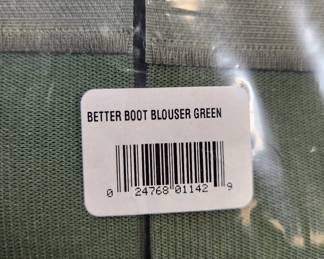 BETTER BOOT BLOUSER GREEN
0 24768 01142 9